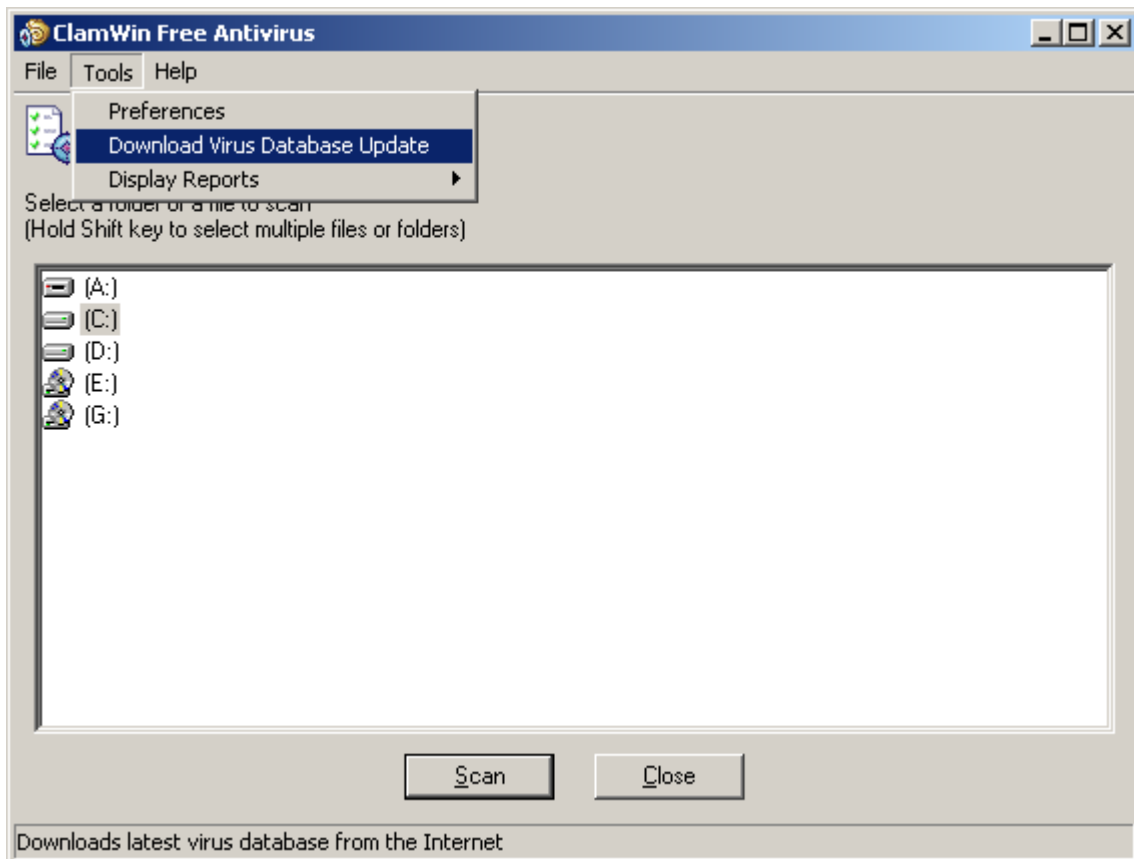 ClamWin Free Antivirus
File Tools Help
Preferences
Download Virus Database Update
Display Reports
Select a folder or a file to scan
(Hold Shift key to select multiple files or folders)
(A:)
(C:)
(D:)
(E:)
(G:)
Scan Close
Downloads latest virus database from the Internet